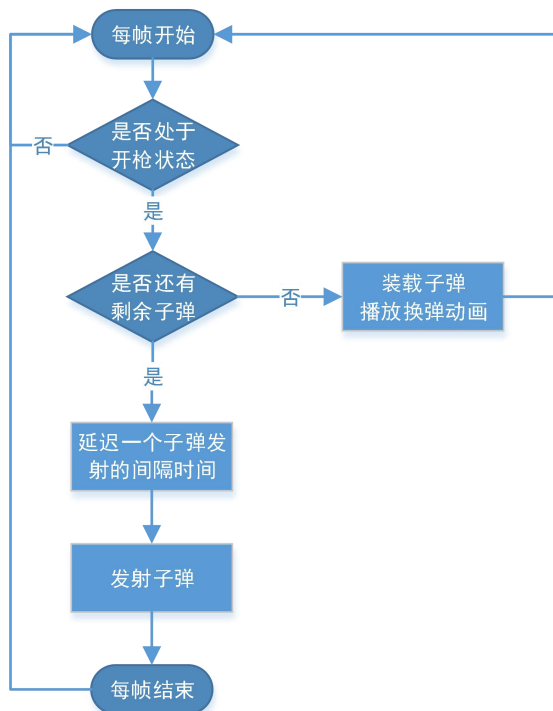 每帧开始
是否处于
开枪状态
否
是
是否还有
剩余子弹
否
装载子弹
播放换弹动画
是
延迟一个子弹发
射的间隔时间
发射子弹
每帧结束